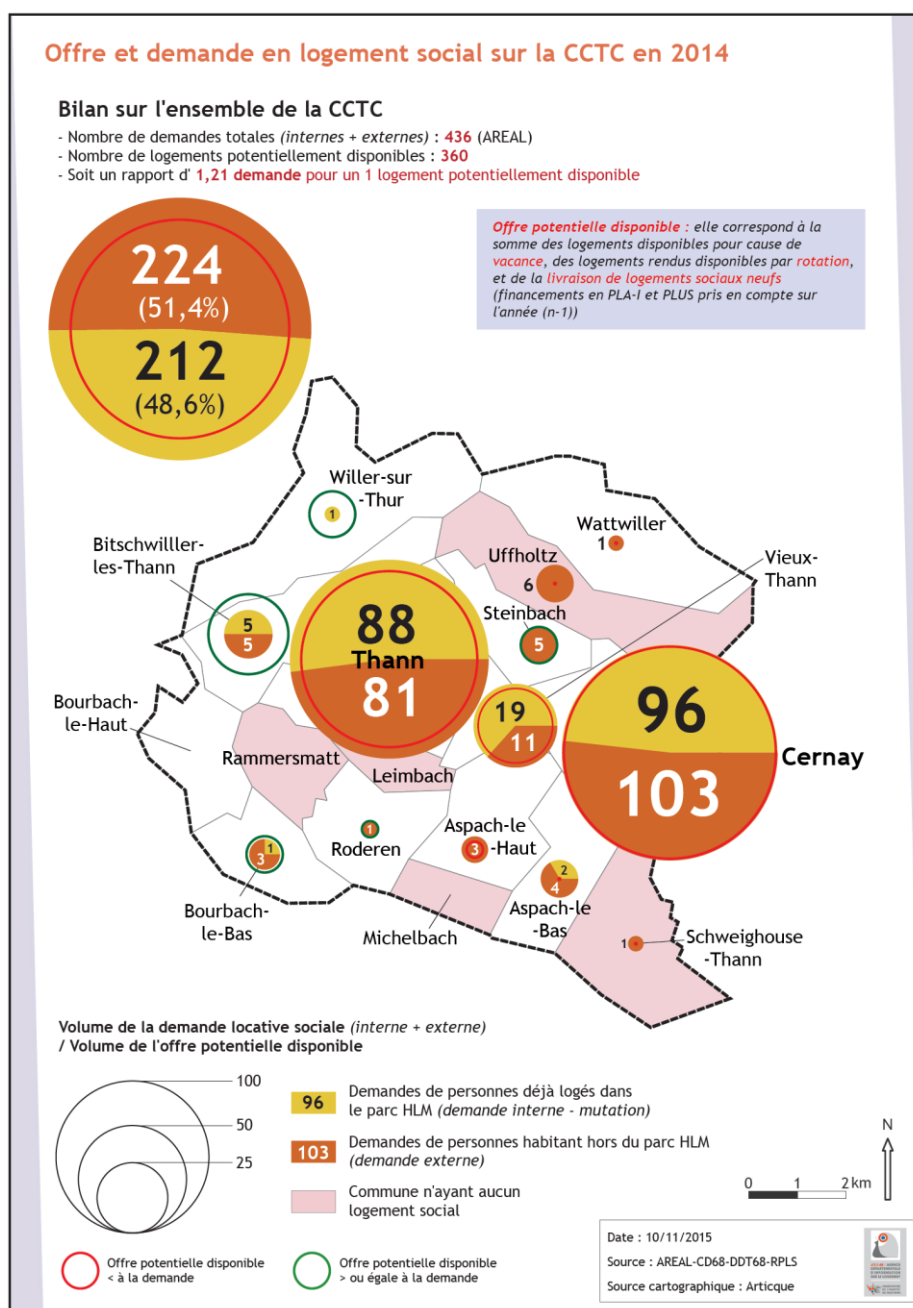 Offre et demande en logement social sur la CCTC en 2014
Bilan sur l'ensemble de la CCTC
- Nombre de demandes totales (internes + externes) : 436 (AREAL)
- Nombre de logements potentiellement disponibles : 360
- Soit un rapport d' 1,21 demande pour un 1 logement potentiellement disponible
Offre potentielle disponible : elle correspond à la
somme des logements disponibles pour cause de
vacance, des logements rendus disponibles par rotation,
et de la livraison de logements sociaux neufs
(financements en PLA-I et PLUS pris en compte sur
l'année (n-1))
224
(51,4%)
212
(48,6%)
Willer-sur
-Thur
1
Wattwiller
1
Bitschwilller-
les-Thann
5
5
Uffholtz
6
Vieux-
Thann
Steinbach
5
88
Thann
81
19
11
96
103
Cernay
Bourbach-
le-Haut
Rammersmatt
Leimbach
1
Roderen
Aspach-le
-Haut
3
1
3
Bourbach-
le-Bas
2
4
Aspach-le
-Bas
Michelbach
1
Schweighouse
-Thann
Volume de la demande locative sociale (interne + externe)
/ Volume de l'offre potentielle disponible
100
50
25
96
Demandes de personnes déjà logés dans
le parc HLM (demande interne - mutation)
103
Demandes de personnes habitant hors du parc HLM
(demande externe)
Commune n'ayant aucun
logement social
N
0 1 2 km
Offre potentielle disponible
< à la demande
Offre potentielle disponible
> ou égale à la demande
Date : 10/11/2015
Source : AREAL-CD68-DDT68-RPLS
Source cartographique : Articque